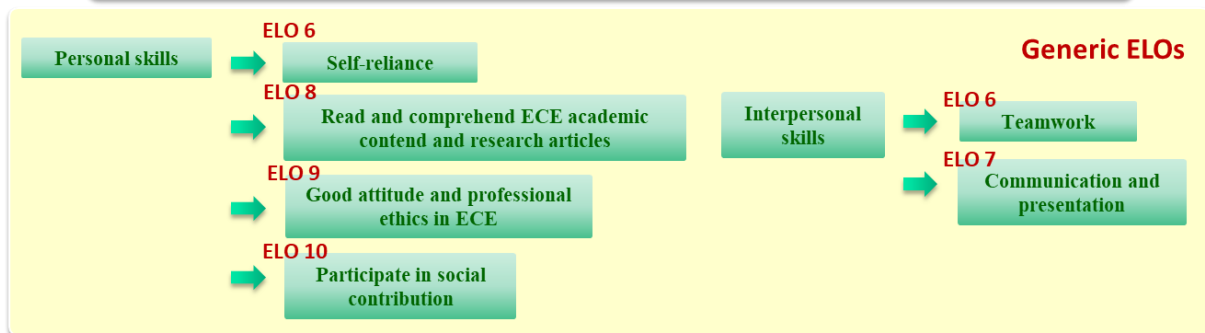 Generic ELOs
Personal skills
ELO 6
Self-reliance
ELO 8
Read and comprehend ECE academic
contend and research articles
ELO 9
Good attitude and professional
ethics in ECE
ELO 10
Participate in social
contribution
Interpersonal
skills
ELO 6
Teamwork
ELO 7
Communication and
presentation